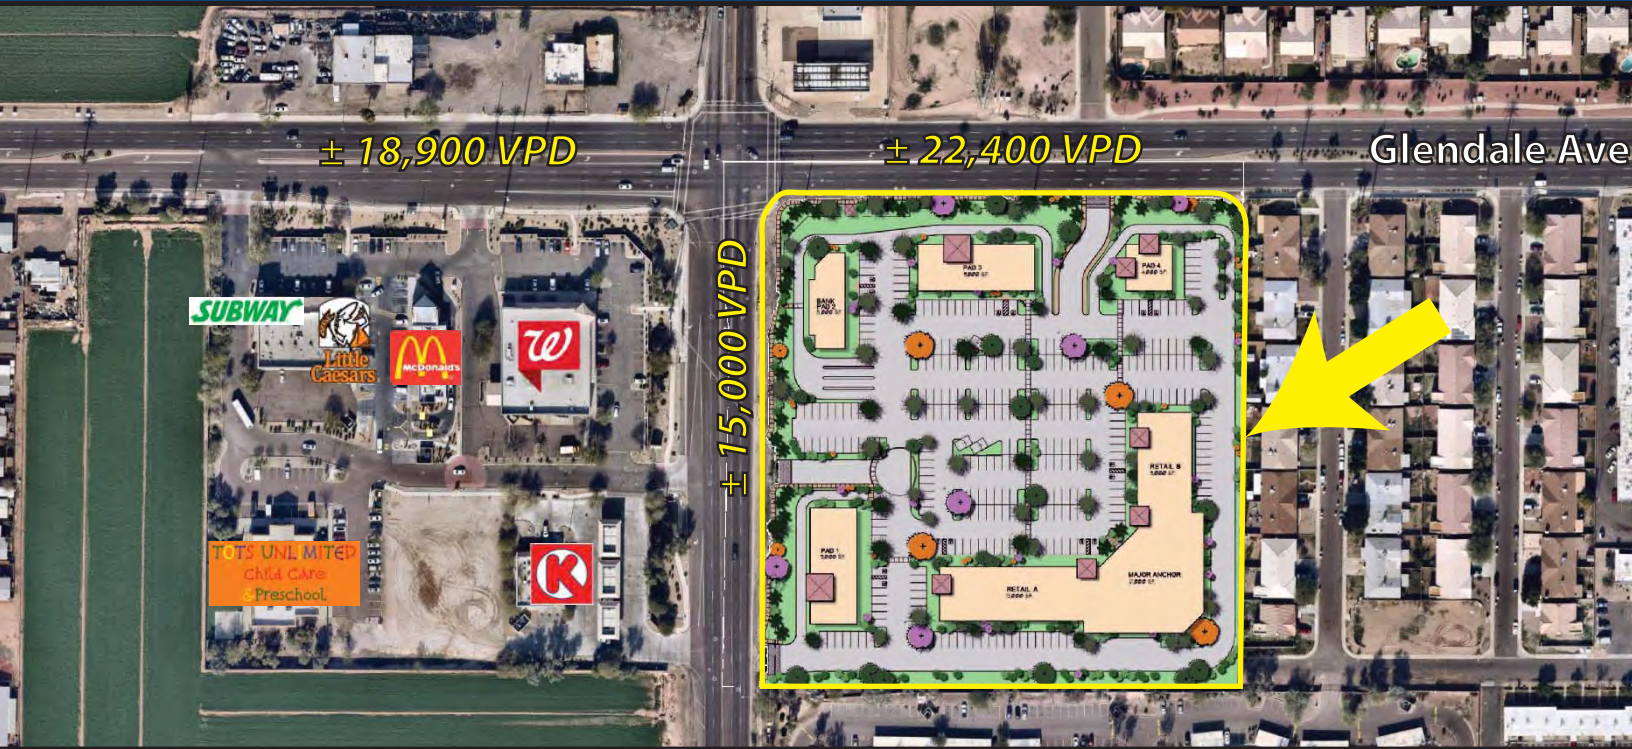 ± 18,900 VPD
± 22,400 VPD
Glendale Ave
± 15,000 VPD
SUBWAY
Little
Caesars
McDonald's
W
TOTS UNLIMITED
Child Care
&Preschool
K
BANK
PAD 2
PAD 3
PAD 4
RETAIL B
PAD 1
RETAIL A
MAJOR ANCHOR